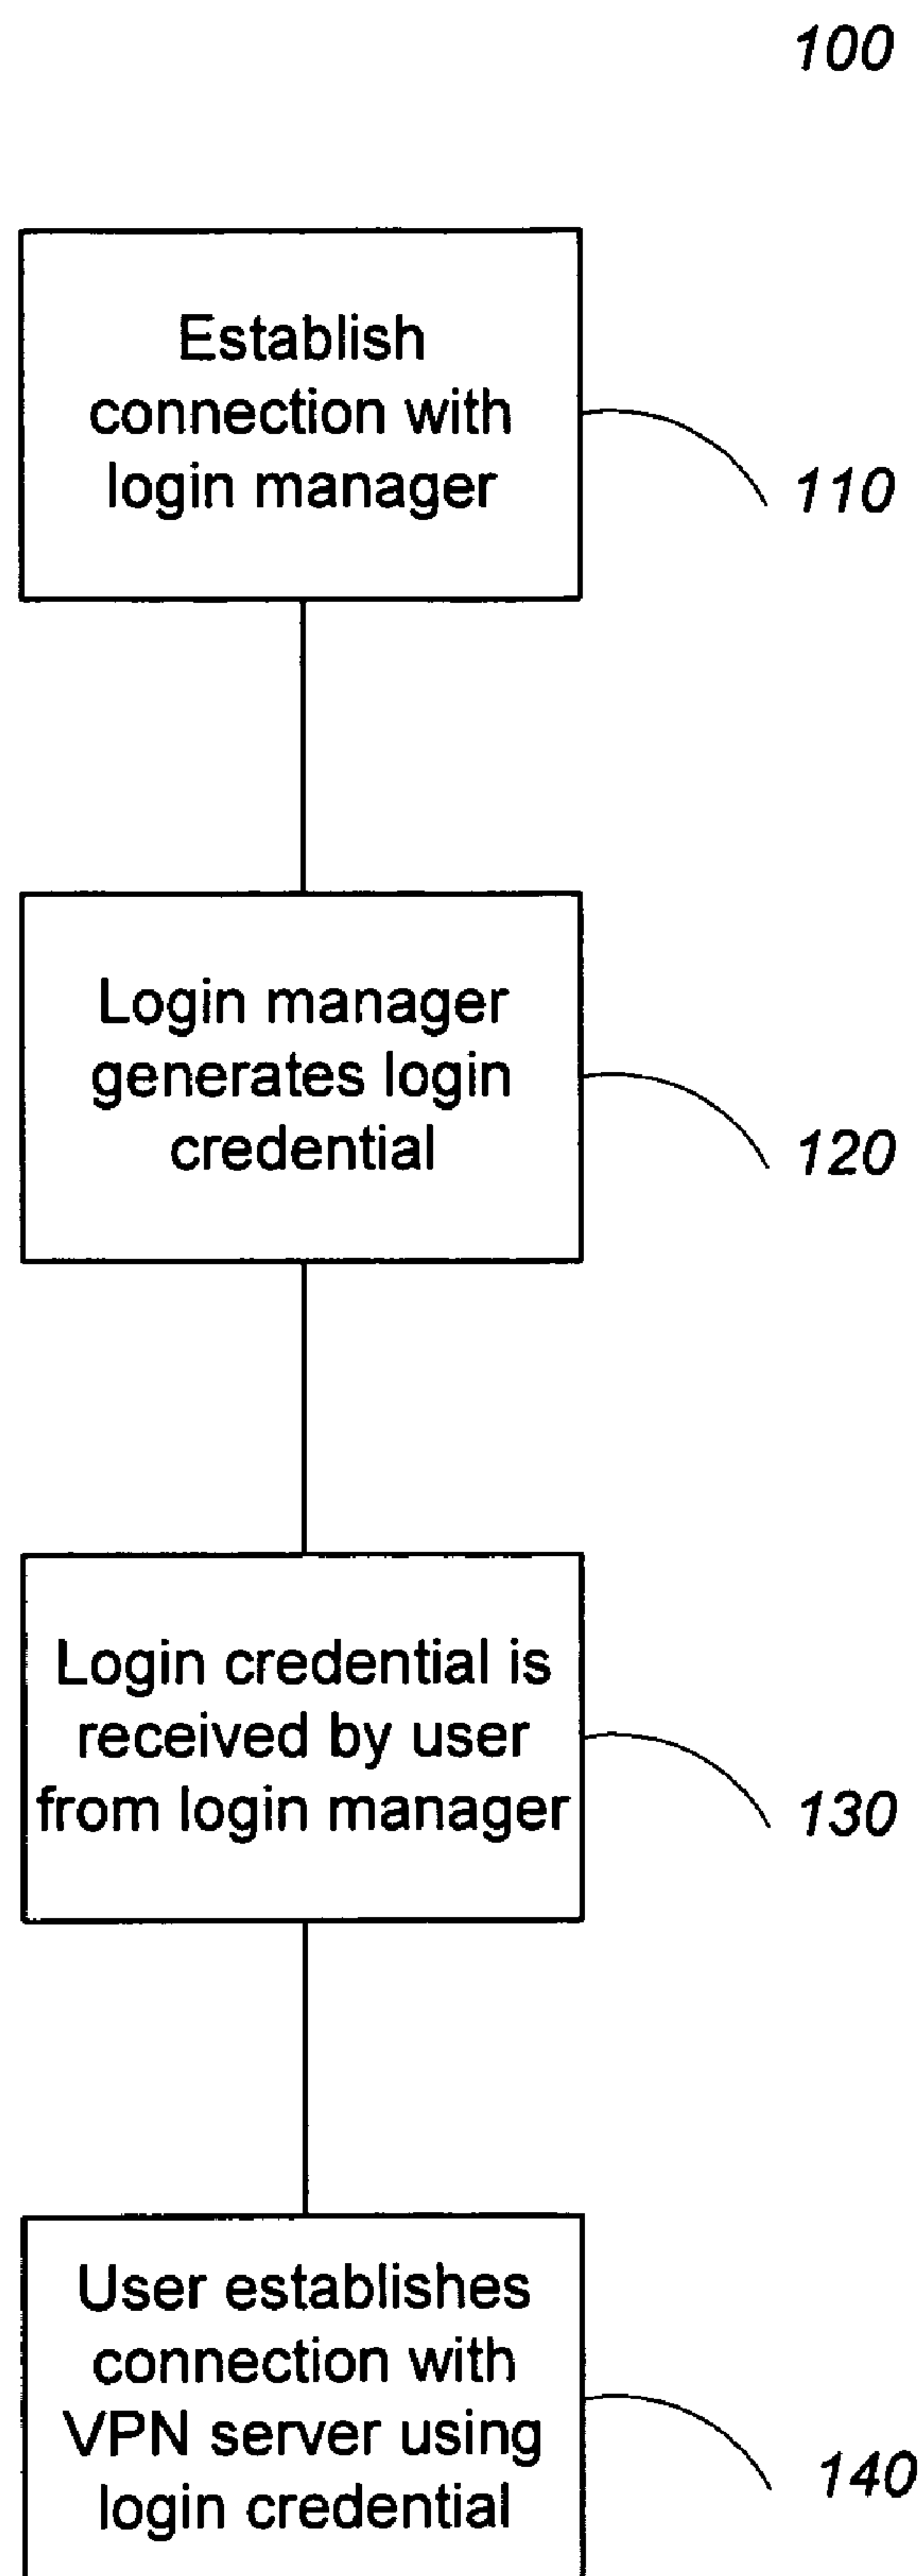 100
Establish
connection with
login manager
110
Login manager
generates login
credential
120
Login credential is
received by user
from login manager
130
User establishes
connection with
VPN server using
login credential
140